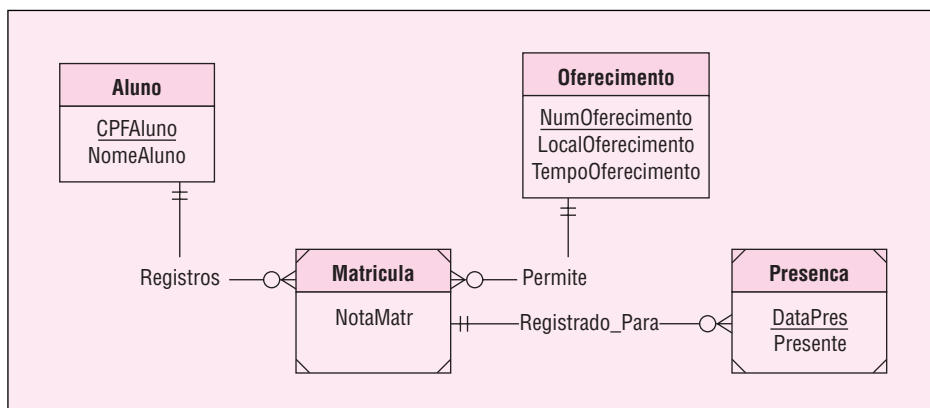 Aluno
CPFAluno
NomeAluno
Oferecimento
NumOferecimento
LocalOferecimento
TempoOferecimento
Registros
Matricula
NotaMatr
Permite
Registrado_Para
Presenca
DataPres
Presente